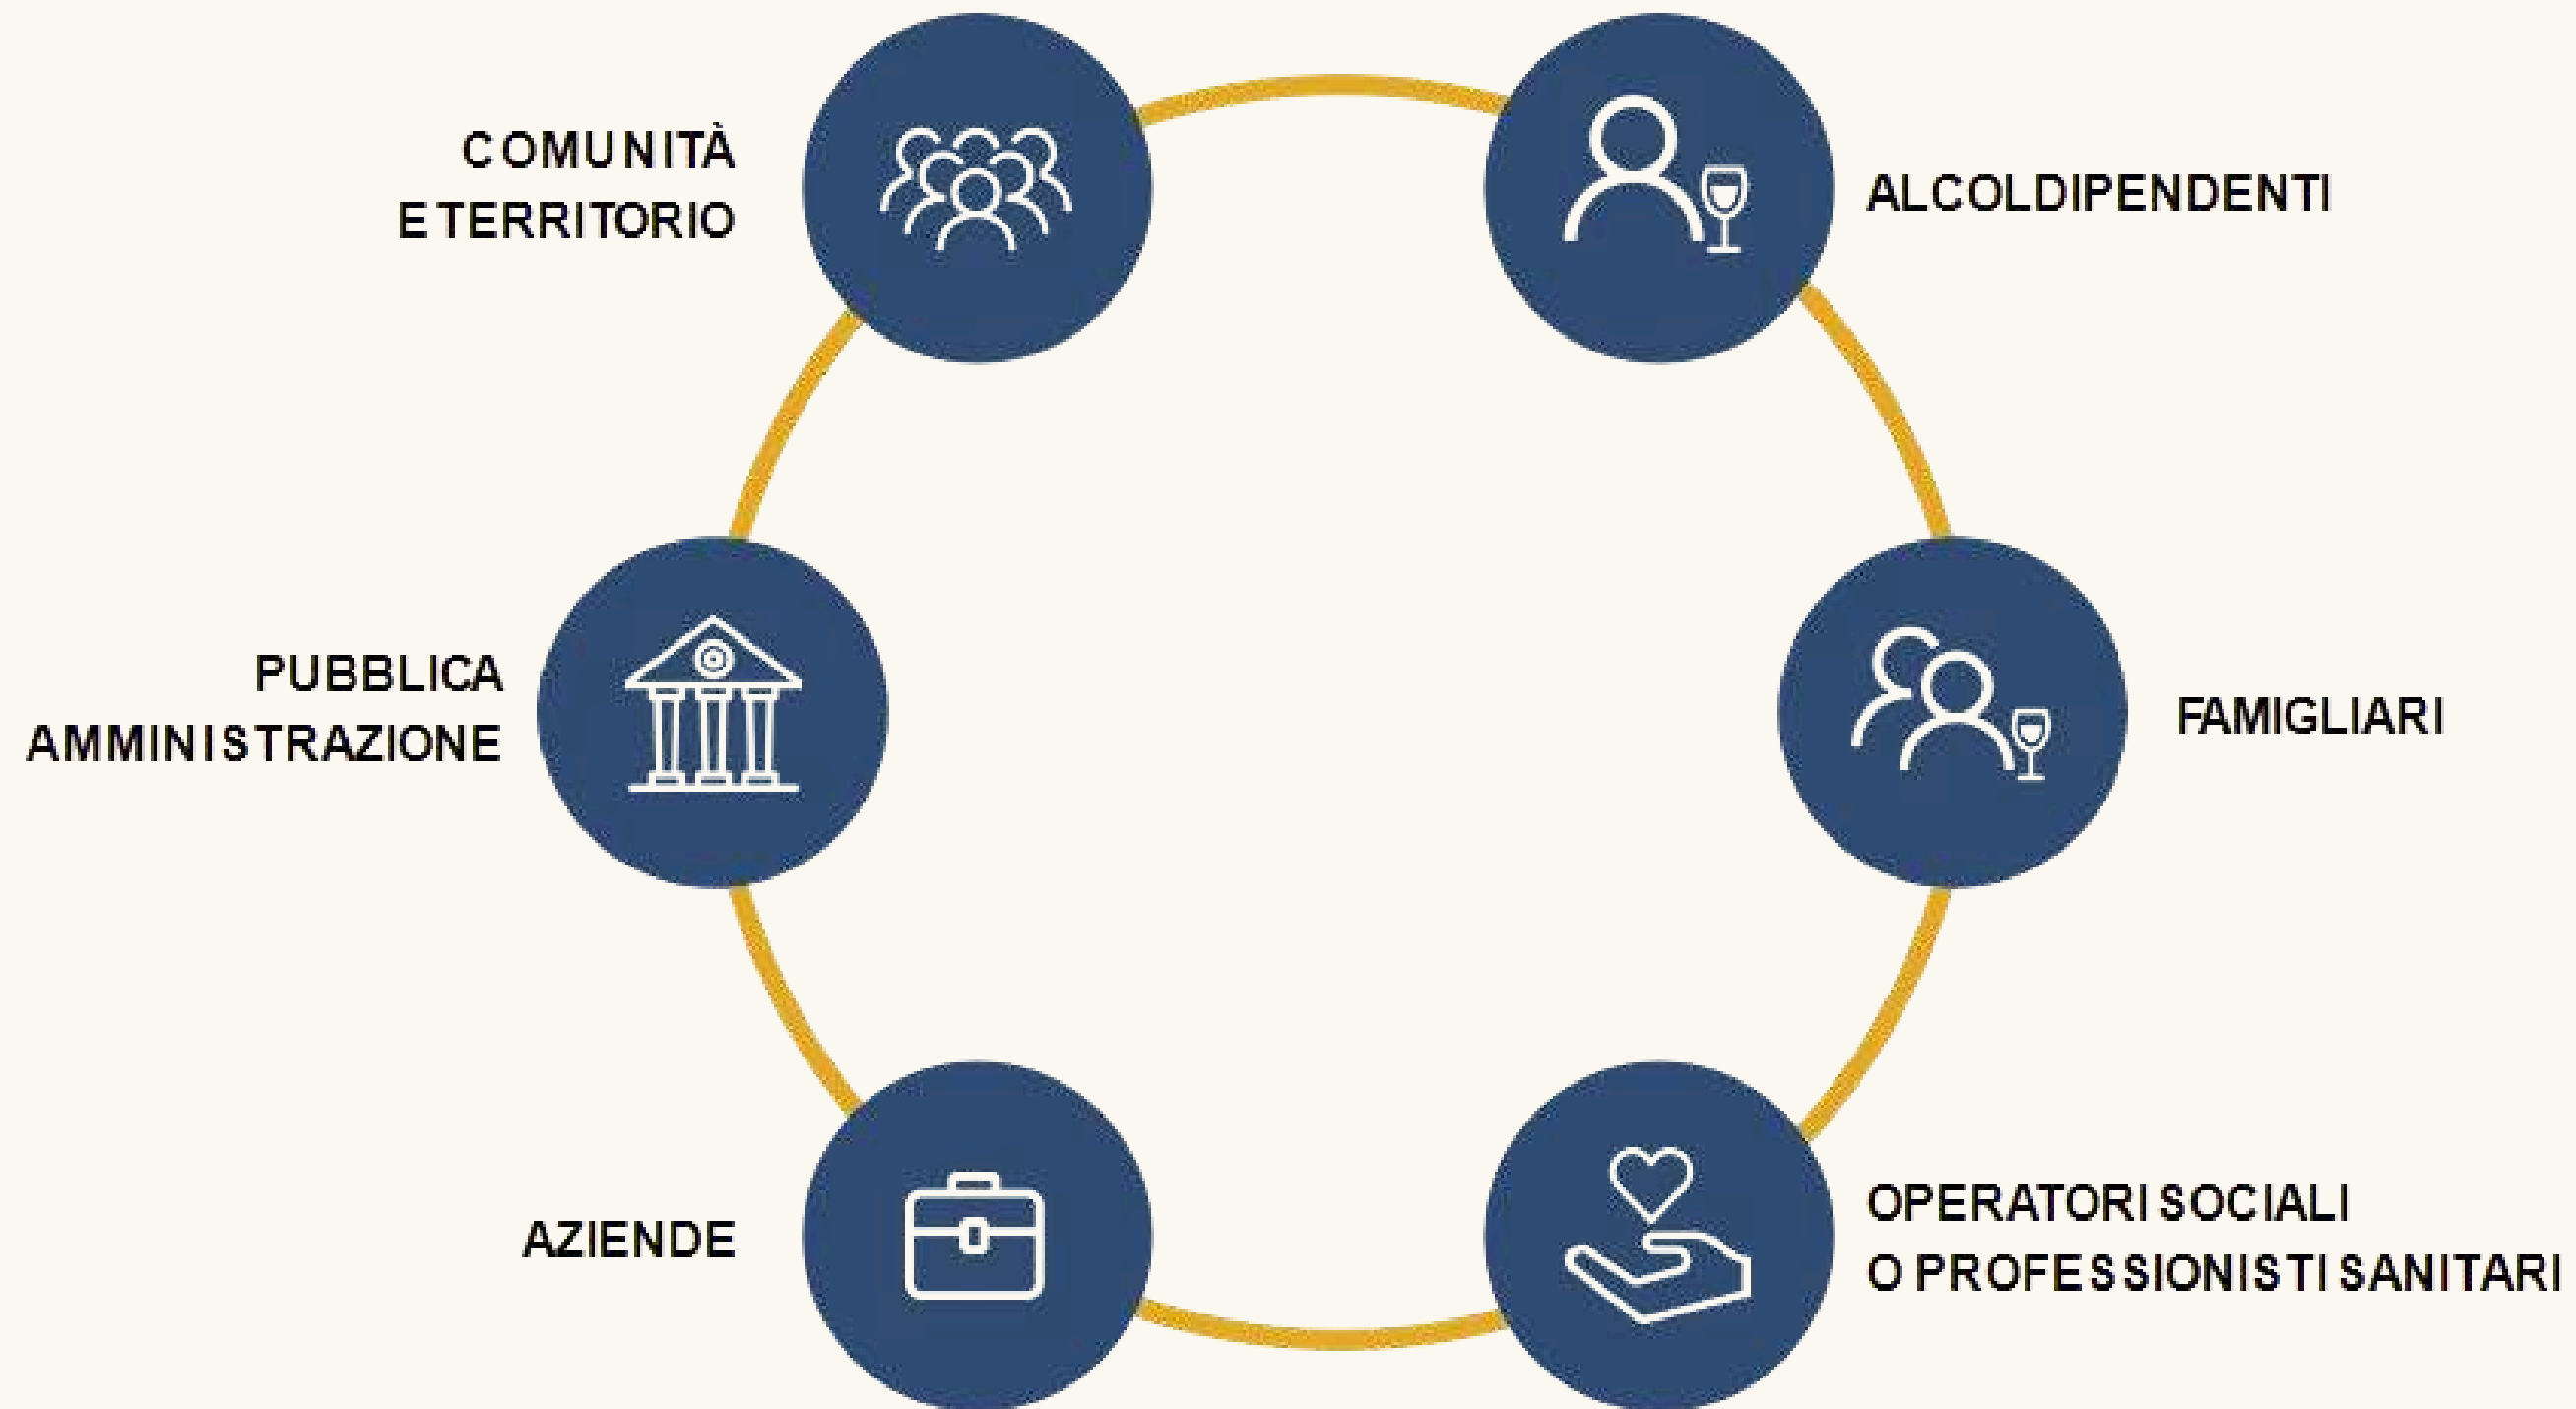 COMUNITÀ
E TERRITORIO
ALCOLDIPENDENTI
PUBBLICA
AMMINISTRAZIONE
FAMIGLIARI
AZIENDE
OPERATORI SOCIALI
O PROFESSIONISTI SANITARI